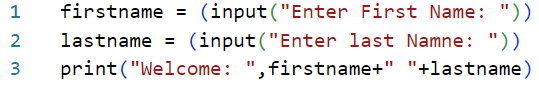 1 firstname = (input("Enter First Name: "))
2 lastname = (input("Enter last Namne: "))
3 print("Welcome: ",firstname+" "+lastname)